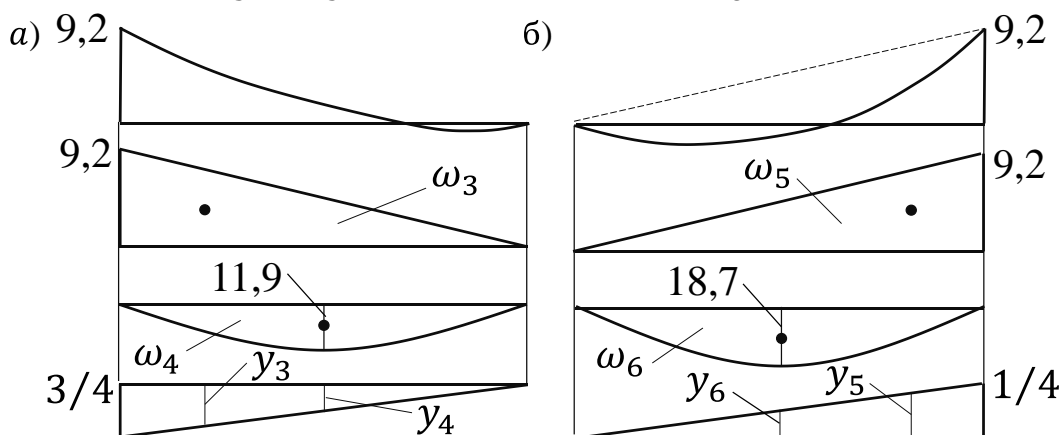 а) 9,2
б) 9,2
9,2 ω₃
ω₅ 9,2
11,9
18,7
ω₄ y₃
ω₆
3/4 y₄
y₆ y₅ 1/4